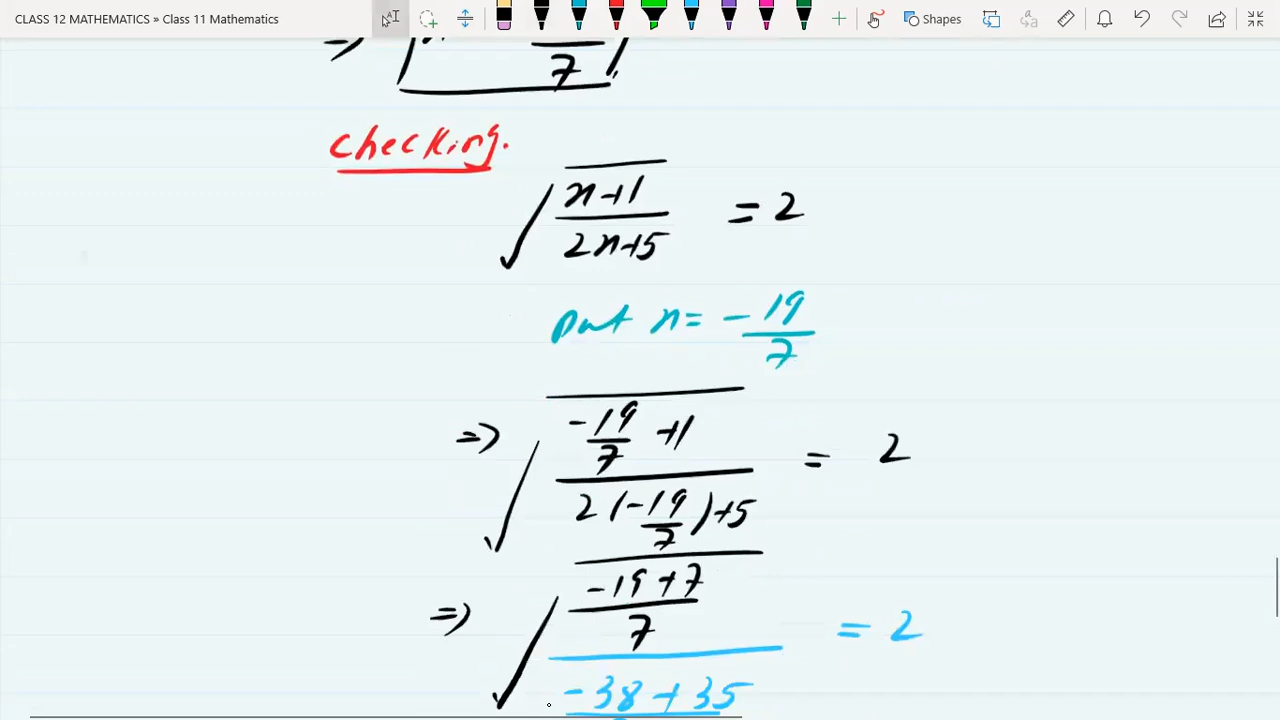 CLASS 12 MATHEMATICS » Class 11 Mathematics
Shapes
=> 7
checking.
√((x+1)/(2x+5)) = 2
put x = -19/7
=> √((-19/7 +1)/(2(-19/7)+5)) = 2
=> √(((-19+7)/7)/(-38+35)) = 2